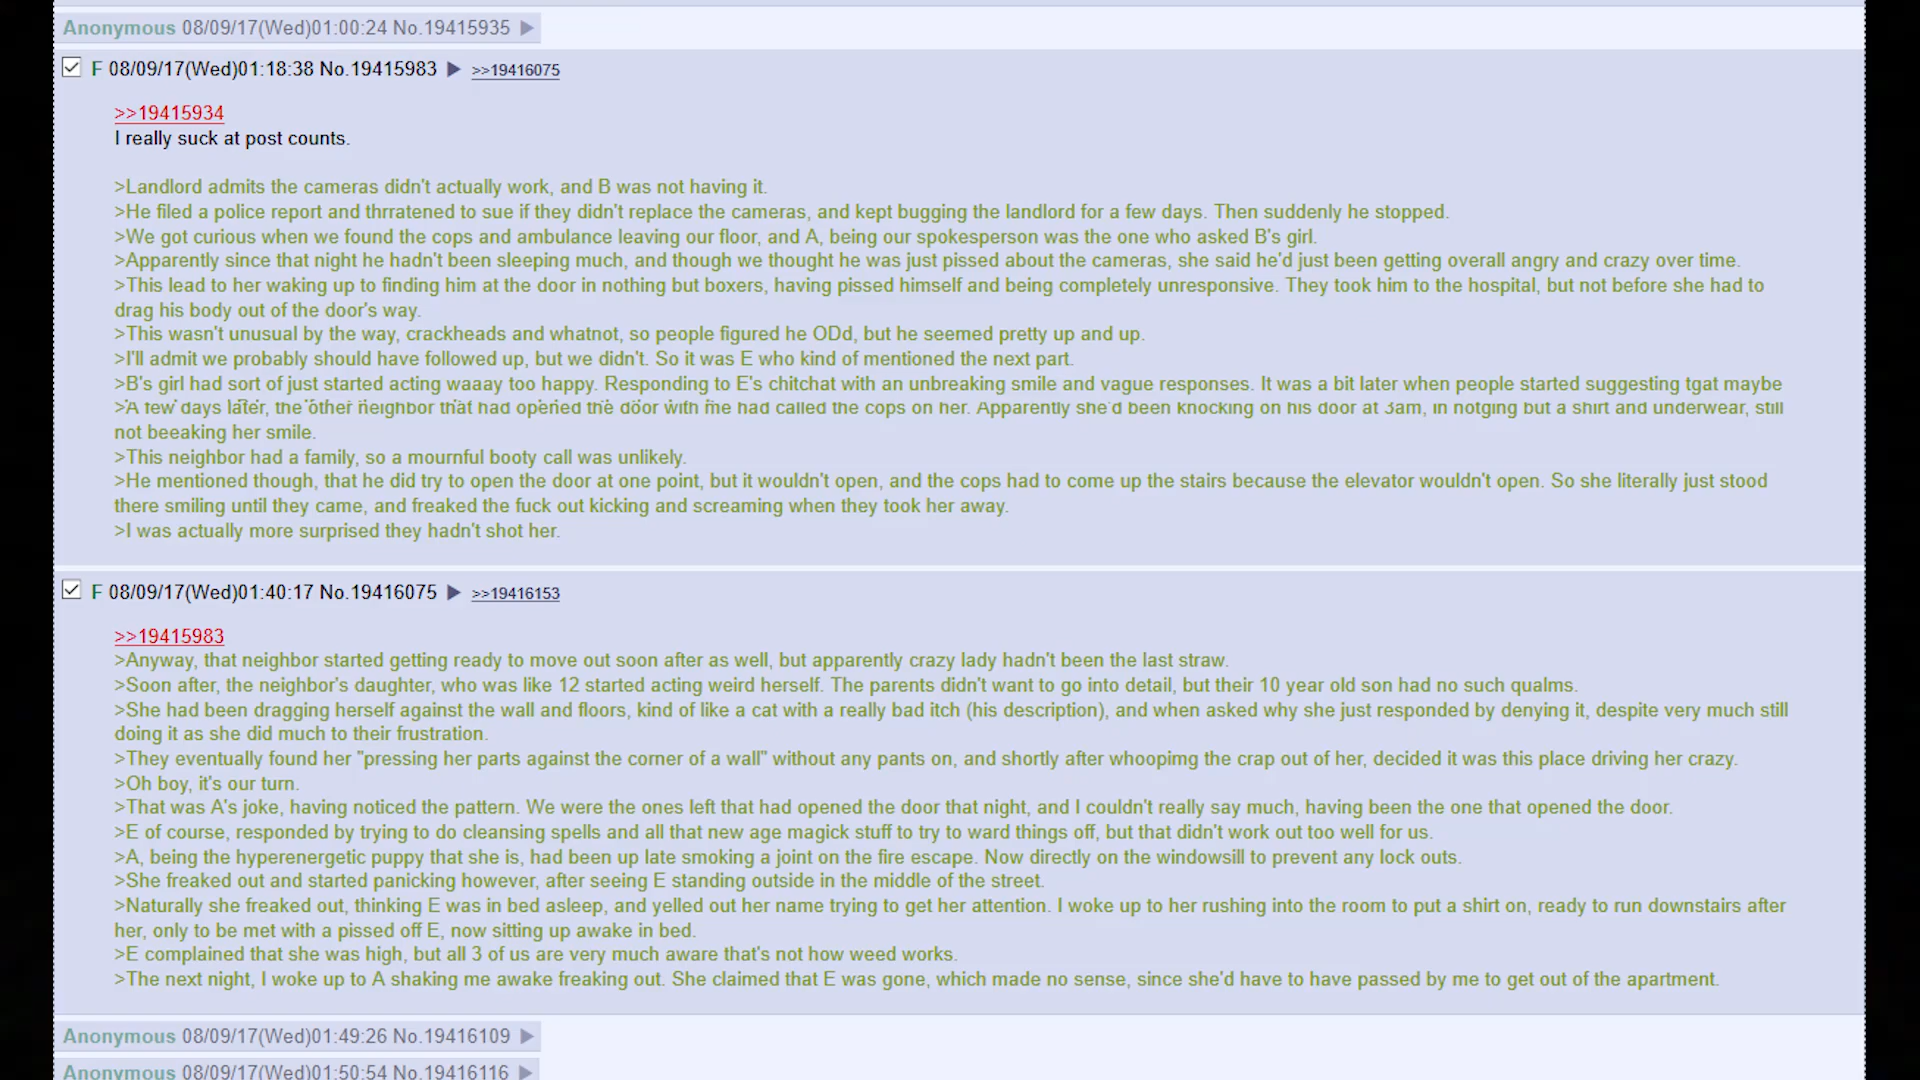 Anonymous 08/09/17(Wed)01:00:24 No.19415935 ▶
F 08/09/17(Wed)01:18:38 No.19415983 ▶ >>19416075
>>19415934
I really suck at post counts.
>Landlord admits the cameras didn't actually work, and B was not having it.
>He filed a police report and thrratened to sue if they didn't replace the cameras, and kept bugging the landlord for a few days. Then suddenly he stopped.
>We got curious when we found the cops and ambulance leaving our floor, and A, being our spokesperson was the one who asked B's girl.
>Apparently since that night he hadn't been sleeping much, and though we thought he was just pissed about the cameras, she said he'd just been getting overall angry and crazy over time.
>This lead to her waking up to finding him at the door in nothing but boxers, having pissed himself and being completely unresponsive. They took him to the hospital, but not before she had to
drag his body out of the door's way.
>This wasn't unusual by the way, crackheads and whatnot, so people figured he ODd, but he seemed pretty up and up.
>I'll admit we probably should have followed up, but we didn't. So it was E who kind of mentioned the next part.
>B's girl had sort of just started acting waaay too happy. Responding to E's chitchat with an unbreaking smile and vague responses. It was a bit later when people started suggesting tgat maybe
>A few days later, the other neighbor that had opened the door with me had called the cops on her. Apparently she'd been knocking on his door at 3am, in notging but a shirt and underwear, still
not beeaking her smile.
>This neighbor had a family, so a mournful booty call was unlikely.
>He mentioned though, that he did try to open the door at one point, but it wouldn't open, and the cops had to come up the stairs because the elevator wouldn't open. So she literally just stood
there smiling until they came, and freaked the fuck out kicking and screaming when they took her away.
>I was actually more surprised they hadn't shot her.
F 08/09/17(Wed)01:40:17 No.19416075 ▶ >>19416153
>>19415983
>Anyway, that neighbor started getting ready to move out soon after as well, but apparently crazy lady hadn't been the last straw.
>Soon after, the neighbor's daughter, who was like 12 started acting weird herself. The parents didn't want to go into detail, but their 10 year old son had no such qualms.
>She had been dragging herself against the wall and floors, kind of like a cat with a really bad itch (his description), and when asked why she just responded by denying it, despite very much still
doing it as she did much to their frustration.
>They eventually found her "pressing her parts against the corner of a wall" without any pants on, and shortly after whoopimg the crap out of her, decided it was this place driving her crazy.
>Oh boy, it's our turn.
>That was A's joke, having noticed the pattern. We were the ones left that had opened the door that night, and I couldn't really say much, having been the one that opened the door.
>E of course, responded by trying to do cleansing spells and all that new age magick stuff to try to ward things off, but that didn't work out too well for us.
>A, being the hyperenergetic puppy that she is, had been up late smoking a joint on the fire escape. Now directly on the windowsill to prevent any lock outs.
>She freaked out and started panicking however, after seeing E standing outside in the middle of the street.
>Naturally she freaked out, thinking E was in bed asleep, and yelled out her name trying to get her attention. I woke up to her rushing into the room to put a shirt on, ready to run downstairs after
her, only to be met with a pissed off E, now sitting up awake in bed.
>E complained that she was high, but all 3 of us are very much aware that's not how weed works.
>The next night, I woke up to A shaking me awake freaking out. She claimed that E was gone, which made no sense, since she'd have to have passed by me to get out of the apartment.
Anonymous 08/09/17(Wed)01:49:26 No.19416109 ▶
Anonymous 08/09/17(Wed)01:50:54 No.19416116 ▶